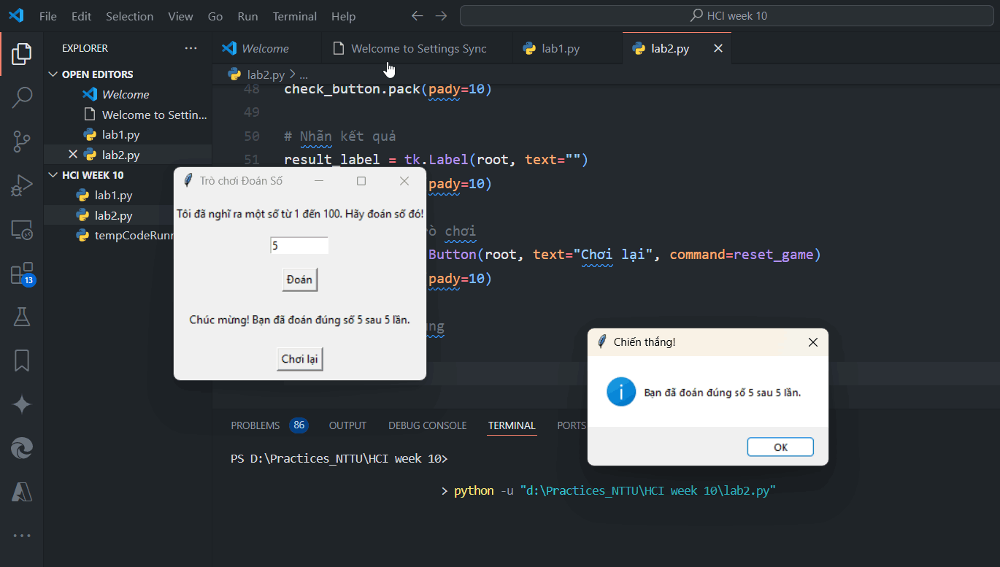 File Edit Selection View Go Run Terminal Help
HCI week 10
EXPLORER
OPEN EDITORS
Welcome
Welcome to Settin...
lab1.py
lab2.py
HCI WEEK 10
lab1.py
lab2.py
tempCodeRunr
13
Welcome
Welcome to Settings Sync
lab1.py
lab2.py
lab2.py > ...
48 check_button.pack(pady=10)
49
50 # Nhãn kết quả
51 result_label = tk.Label(root, text="")
pady=10)
ò chơi
Button(root, text="Chơi lại", command=reset_game)
pady=10)
ng
Trò chơi Đoán Số
Tôi đã nghĩ ra một số từ 1 đến 100. Hãy đoán số đó!
5
Đoán
Chúc mừng! Bạn đã đoán đúng số 5 sau 5 lần.
Chơi lại
Chiến thắng!
Bạn đã đoán đúng số 5 sau 5 lần.
OK
PROBLEMS 86 OUTPUT DEBUG CONSOLE TERMINAL PORTS
PS D:\Practices_NTTU\HCI week 10>
> python -u "d:\Practices_NTTU\HCI week 10\lab2.py"